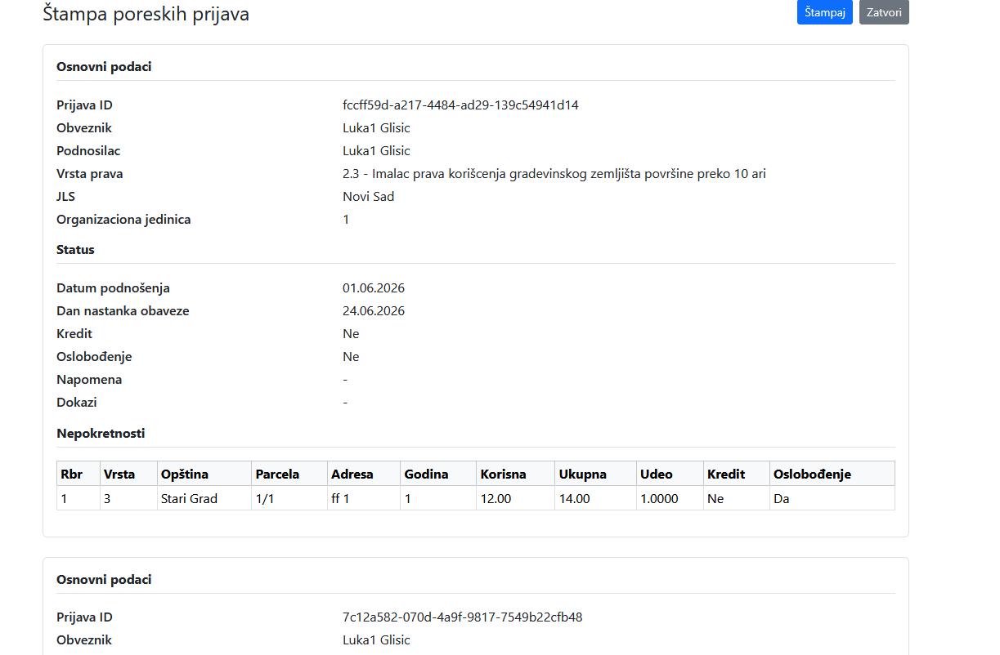 Štampa poreskih prijava
Štampaj
Zatvori
Osnovni podaci
Prijava ID fccff59d-a217-4484-ad29-139c54941d14
Obveznik Luka1 Glisic
Podnosilac Luka1 Glisic
Vrsta prava 2.3 - Imalac prava korišcenja gradevinskog zemljišta površine preko 10 ari
JLS Novi Sad
Organizaciona jedinica 1
Status
Datum podnošenja 01.06.2026
Dan nastanka obaveze 24.06.2026
Kredit Ne
Oslobođenje Ne
Napomena -
Dokazi -
Nepokretnosti
Rbr Vrsta Opština Parcela Adresa Godina Korisna Ukupna Udeo Kredit Oslobođenje
1 3 Stari Grad 1/1 ff 1 1 12.00 14.00 1.0000 Ne Da
Osnovni podaci
Prijava ID 7c12a582-070d-4a9f-9817-7549b22cfb48
Obveznik Luka1 Glisic